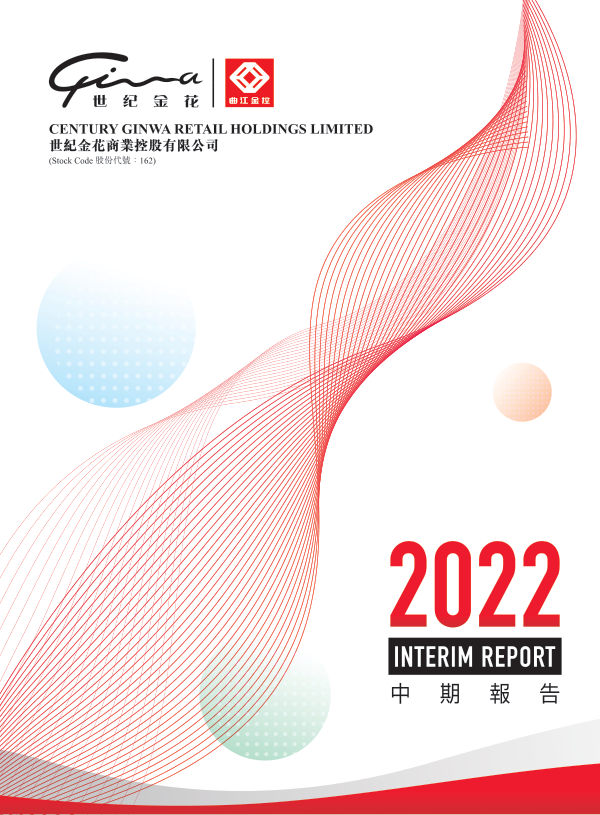 Ginwa
世纪金花
曲江金控
CENTURY GINWA RETAIL HOLDINGS LIMITED
世紀金花商業控股有限公司
(Stock Code 股份代號：162)
2022
INTERIM REPORT
中期報告